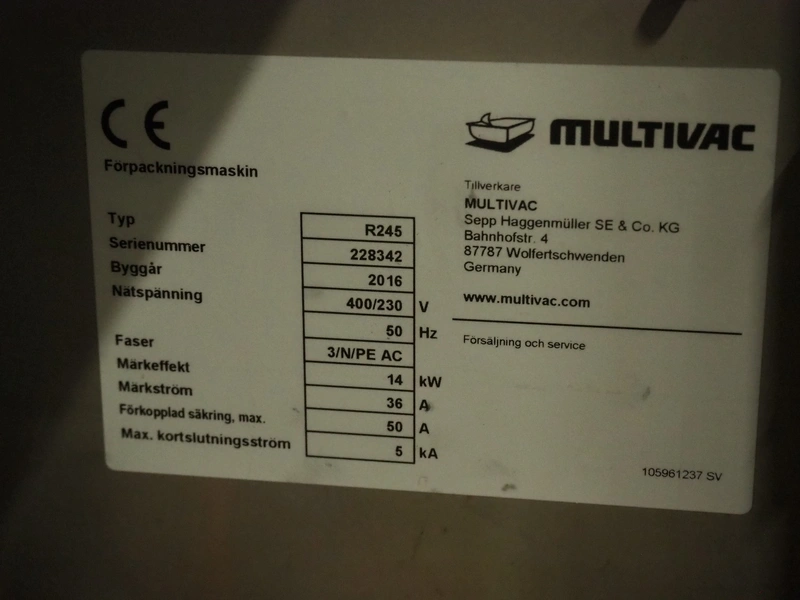 CE
Förpackningsmaskin
Typ R245
Serienummer 228342
Byggår 2016
Nätspänning 400/230 V
50 Hz
Faser 3/N/PE AC
Märkeffekt 14 kW
Märkström 36 A
Förkopplad säkring, max. 50 A
Max. kortslutningsström 5 kA
MULTIVAC
Tillverkare
MULTIVAC
Sepp Haggenmüller SE & Co. KG
Bahnhofstr. 4
87787 Wolfertschwenden
Germany
www.multivac.com
Försäljning och service
105961237 SV